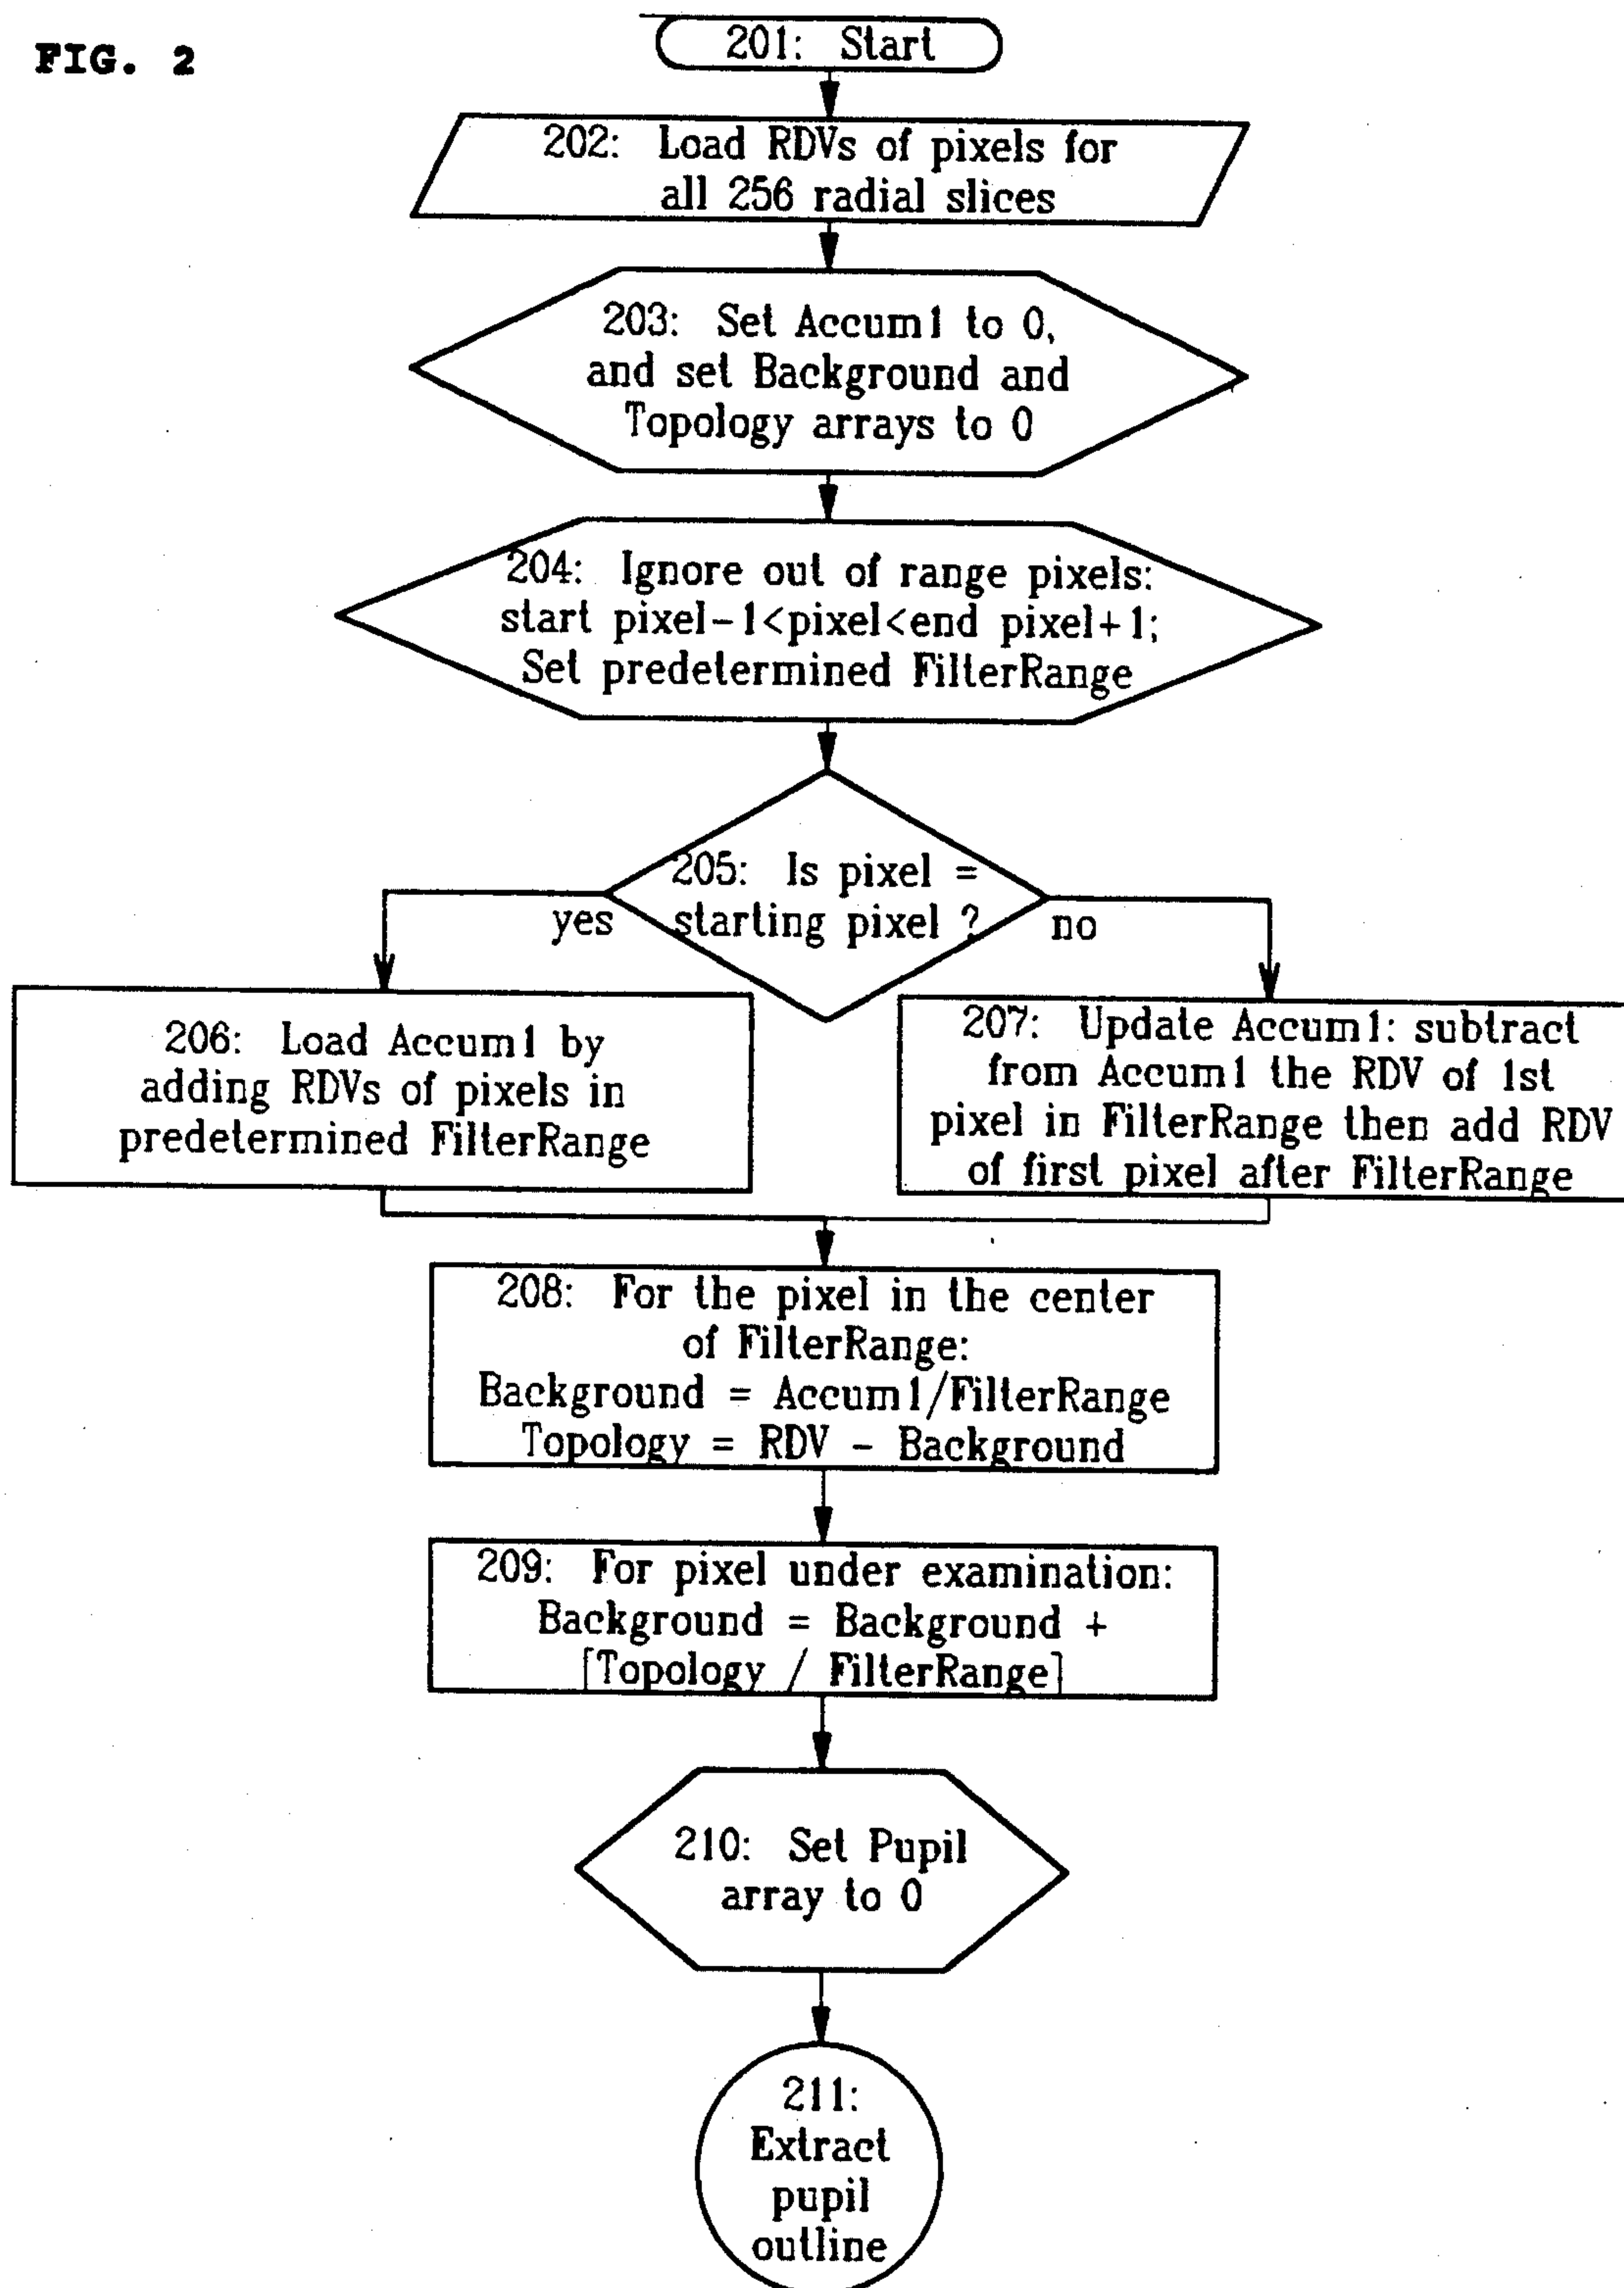 FIG. 2
201: Start
202: Load RDVs of pixels for
all 256 radial slices
203: Set Accum1 to 0,
and set Background and
Topology arrays to 0
204: Ignore out of range pixels:
start pixel-1<pixel<end pixel+1;
Set predetermined FilterRange
205: Is pixel =
starting pixel ?
yes
no
206: Load Accum1 by
adding RDVs of pixels in
predetermined FilterRange
207: Update Accum1: subtract
from Accum1 the RDV of 1st
pixel in FilterRange then add RDV
of first pixel after FilterRange
208: For the pixel in the center
of FilterRange:
Background = Accum1/FilterRange
Topology = RDV - Background
209: For pixel under examination:
Background = Background +
[Topology / FilterRange]
210: Set Pupil
array to 0
211:
Extract
pupil
outline